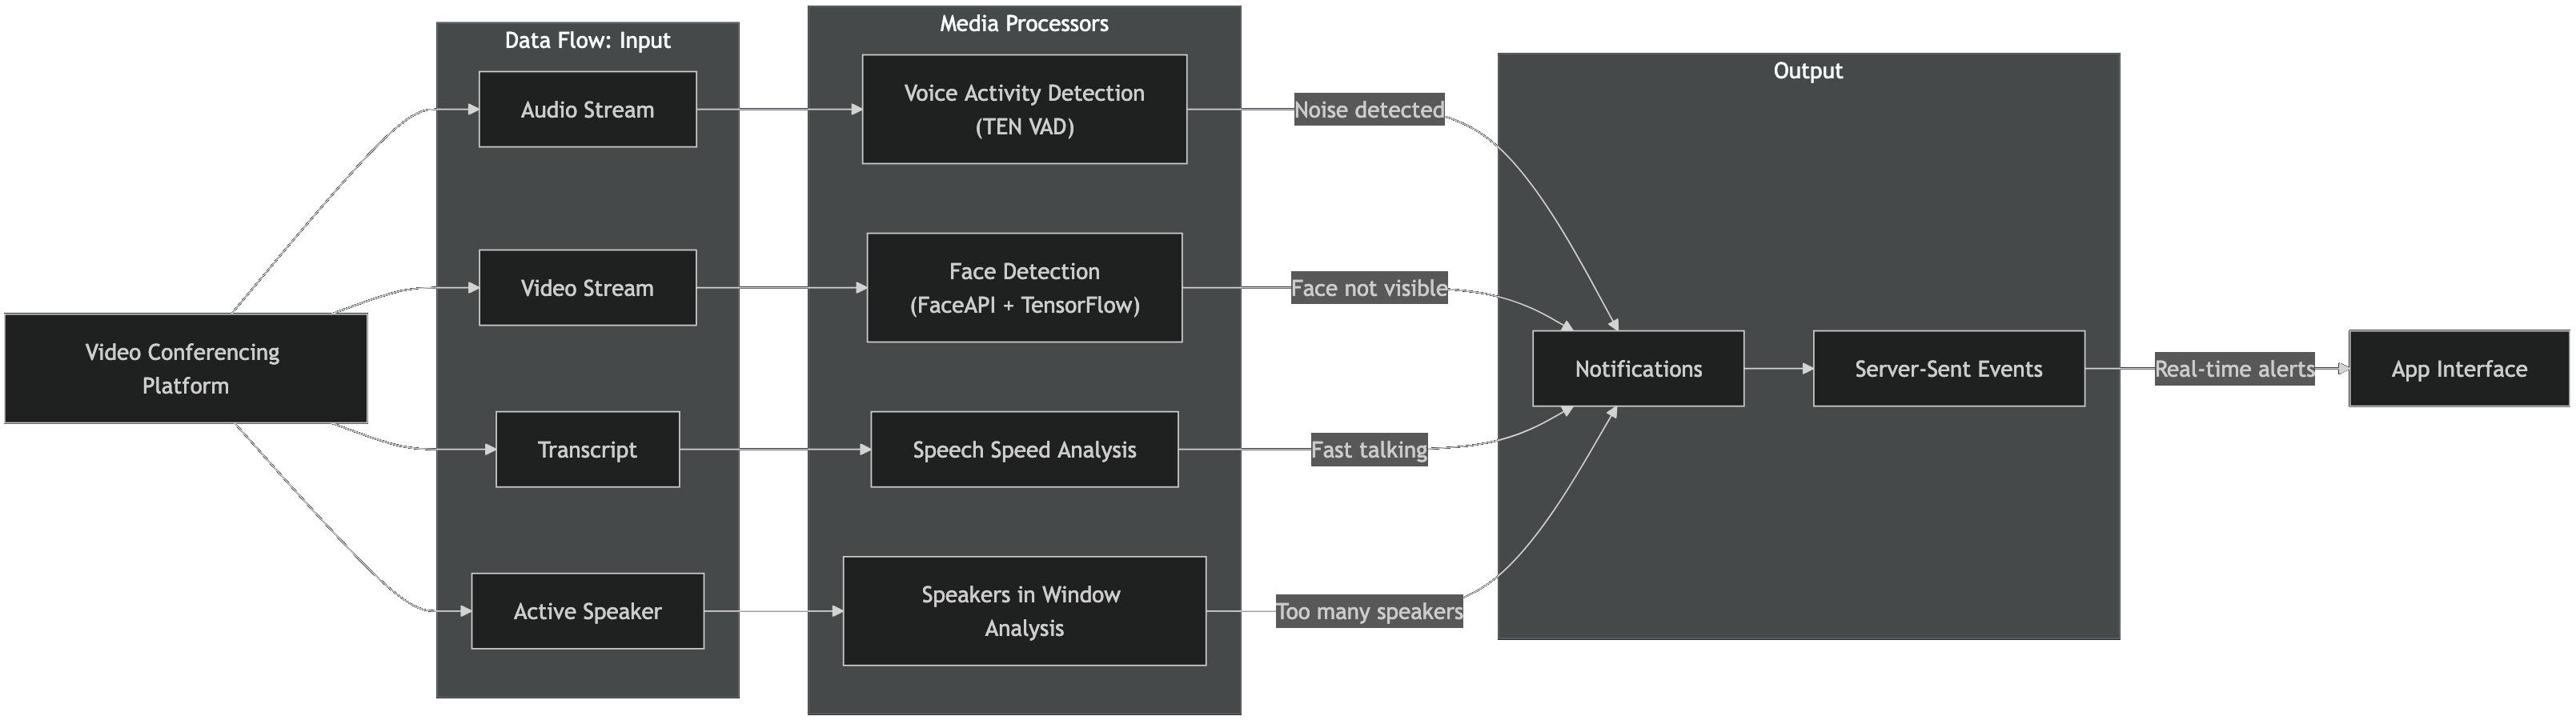 Video Conferencing
Platform
Data Flow: Input
Audio Stream
Video Stream
Transcript
Active Speaker
Media Processors
Voice Activity Detection
(TEN VAD)
Face Detection
(FaceAPI + TensorFlow)
Speech Speed Analysis
Speakers in Window
Analysis
Noise detected
Face not visible
Fast talking
Too many speakers
Output
Notifications
Server-Sent Events
Real-time alerts
App Interface